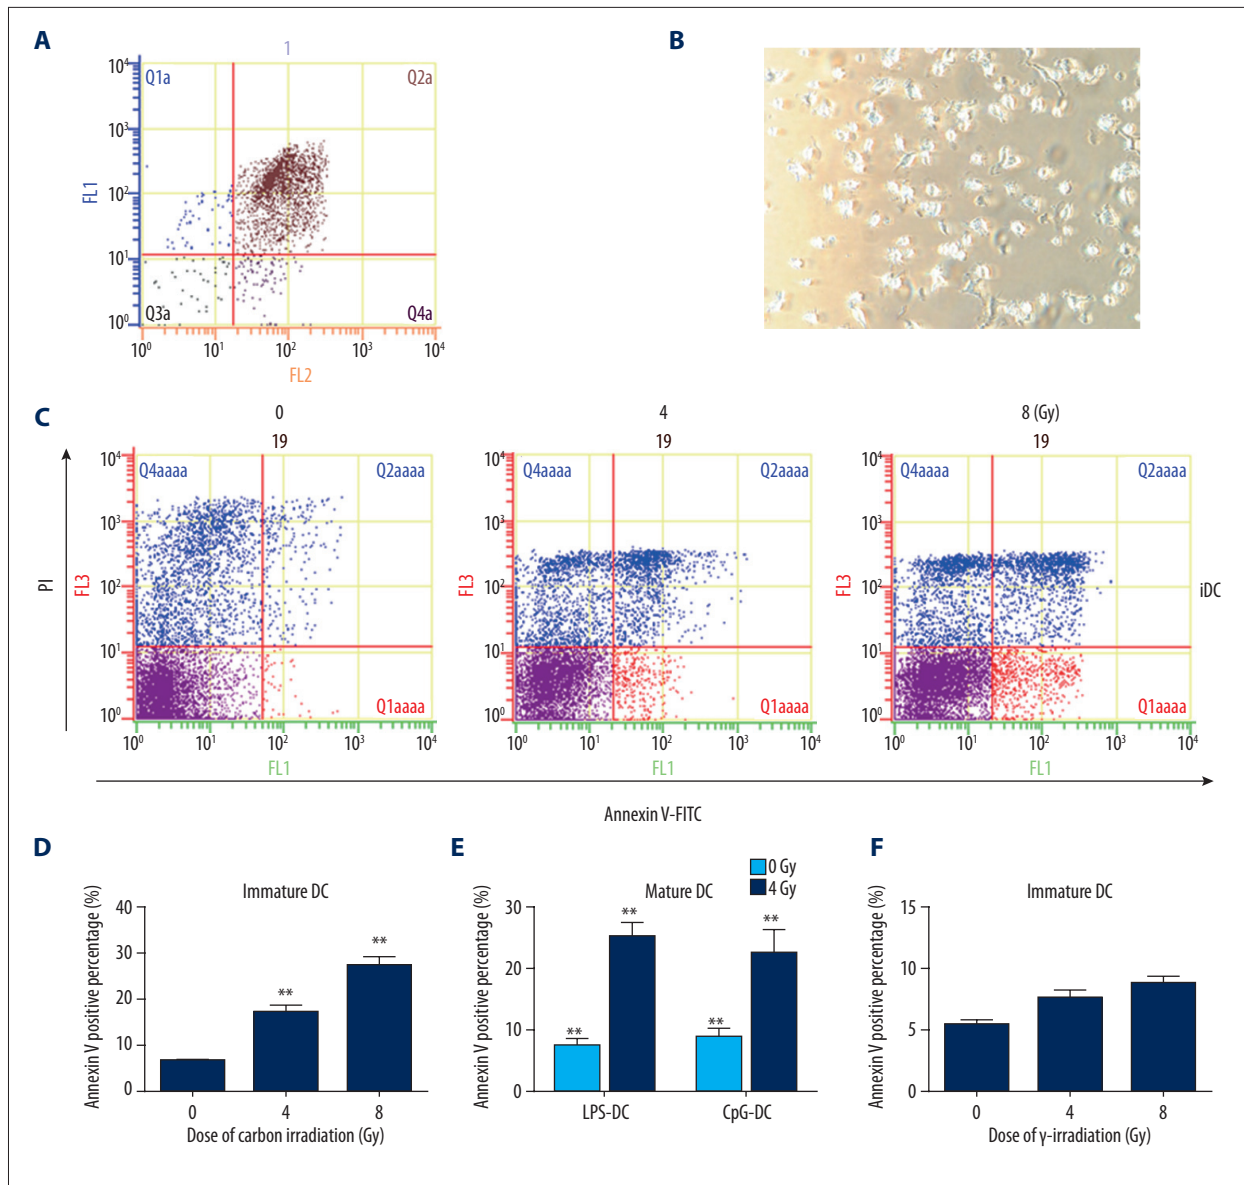 A
1
10⁴
Q1a
Q2a
10³
10²
FL1
10¹
Q3a
Q4a
10⁰
10⁰ 10¹ 10² 10³ 10⁴
FL2
B
C
0
19
4
19
8 (Gy)
19
PI
FL3
10⁴
Q4aaaa
Q2aaaa
10³
10²
10¹
10⁰
Q1aaaa
10⁰ 10¹ 10² 10³ 10⁴
FL1
FL3
10⁴
Q4aaaa
Q2aaaa
10³
10²
10¹
10⁰
Q1aaaa
10⁰ 10¹ 10² 10³ 10⁴
FL1
FL3
10⁴
Q4aaaa
Q2aaaa
10³
10²
10¹
10⁰
Q1aaaa
10⁰ 10¹ 10² 10³ 10⁴
FL1
iDC
Annexin V-FITC
D
Immature DC
Annexin V positive percentage (%)
40
30
20
10
0
**
**
0 4 8
Dose of carbon irradiation (Gy)
E
0 Gy
4 Gy
Mature DC
Annexin V positive percentage (%)
30
20
10
0
**
**
**
**
LPS-DC CpG-DC
F
Immature DC
Annexin V positive percentage (%)
15
10
5
0
0 4 8
Dose of γ-irradiation (Gy)